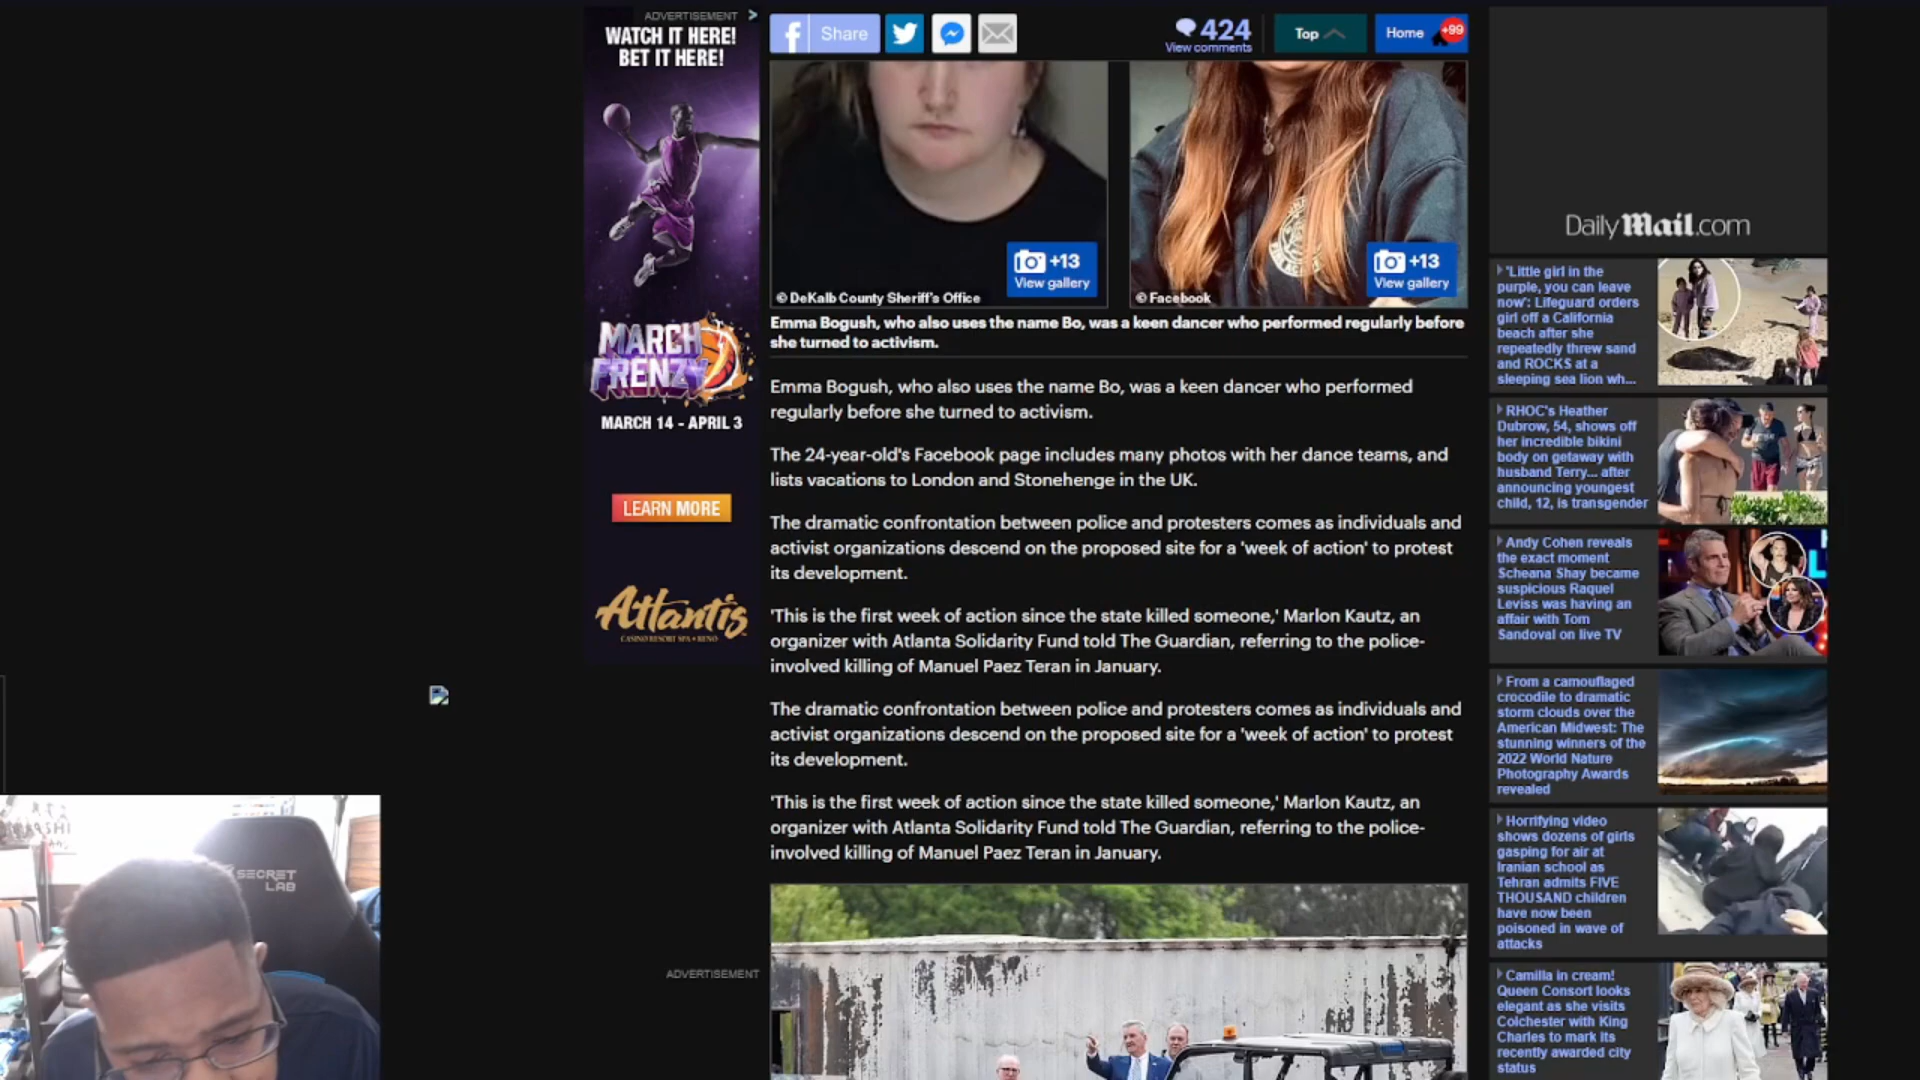 ADVERTISEMENT
WATCH IT HERE!
BET IT HERE!
MARCH
FRENZY
MARCH 14 - APRIL 3
LEARN MORE
Atlantis
CASINO RESORT SPA • RENO
Share
424
View comments
Top
Home
+99
+13
View gallery
© DeKalb County Sheriff's Office
+13
View gallery
© Facebook
Emma Bogush, who also uses the name Bo, was a keen dancer who performed regularly before
she turned to activism.
Emma Bogush, who also uses the name Bo, was a keen dancer who performed
regularly before she turned to activism.
The 24-year-old's Facebook page includes many photos with her dance teams, and
lists vacations to London and Stonehenge in the UK.
The dramatic confrontation between police and protesters comes as individuals and
activist organizations descend on the proposed site for a 'week of action' to protest
its development.
'This is the first week of action since the state killed someone,' Marlon Kautz, an
organizer with Atlanta Solidarity Fund told The Guardian, referring to the police-
involved killing of Manuel Paez Teran in January.
The dramatic confrontation between police and protesters comes as individuals and
activist organizations descend on the proposed site for a 'week of action' to protest
its development.
'This is the first week of action since the state killed someone,' Marlon Kautz, an
organizer with Atlanta Solidarity Fund told The Guardian, referring to the police-
involved killing of Manuel Paez Teran in January.
ADVERTISEMENT
SECRET
LAB
Daily Mail.com
'Little girl in the
purple, you can leave
now': Lifeguard orders
girl off a California
beach after she
repeatedly threw sand
and ROCKS at a
sleeping sea lion wh...
RHOC's Heather
Dubrow, 54, shows off
her incredible bikini
body on getaway with
husband Terry... after
announcing youngest
child, 12, is transgender
Andy Cohen reveals
the exact moment
Scheana Shay became
suspicious Raquel
Leviss was having an
affair with Tom
Sandoval on live TV
From a camouflaged
crocodile to dramatic
storm clouds over the
American Midwest: The
stunning winners of the
2022 World Nature
Photography Awards
revealed
Horrifying video
shows dozens of girls
gasping for air at
Iranian school as
Tehran admits FIVE
THOUSAND children
have now been
poisoned in wave of
attacks
Camilla in cream!
Queen Consort looks
elegant as she visits
Colchester with King
Charles to mark its
recently awarded city
status